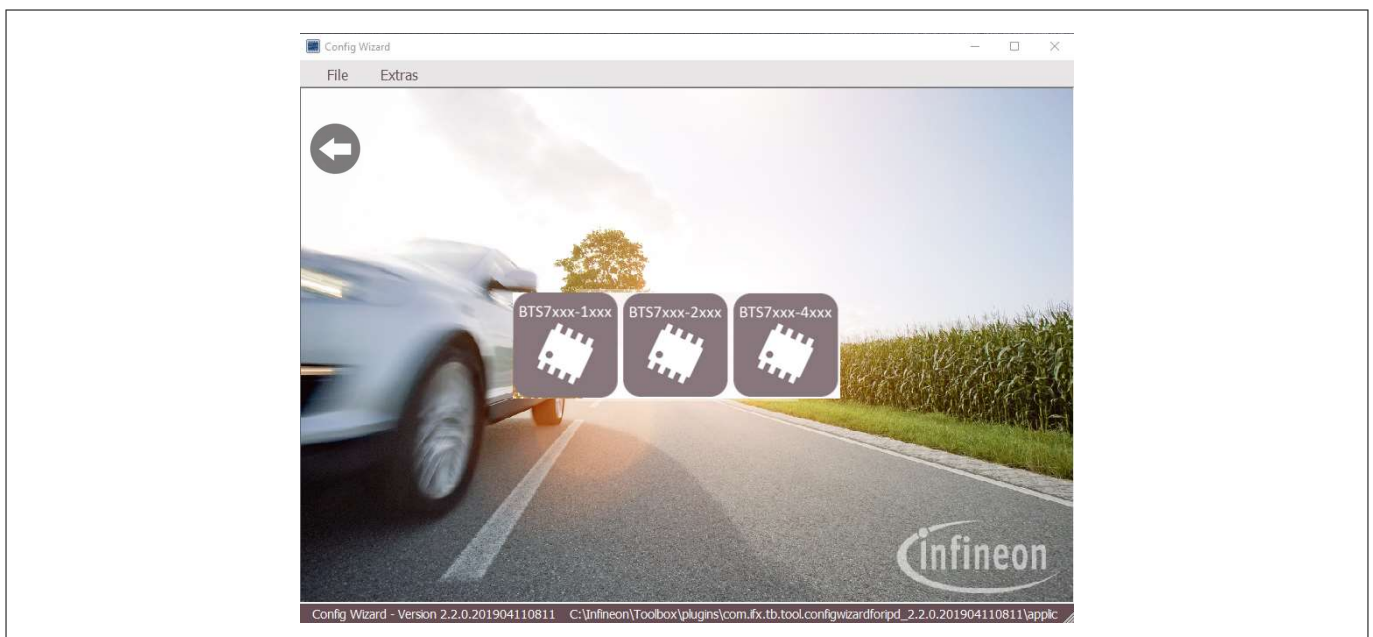 Config Wizard
File Extras
BTS7xxx-1xxx BTS7xxx-2xxx BTS7xxx-4xxx
infineon
Config Wizard - Version 2.2.0.201904110811 C:\Infineon\Toolbox\plugins\com.ifx.tb.tool.configwizardforipd_2.2.0.201904110811\applic